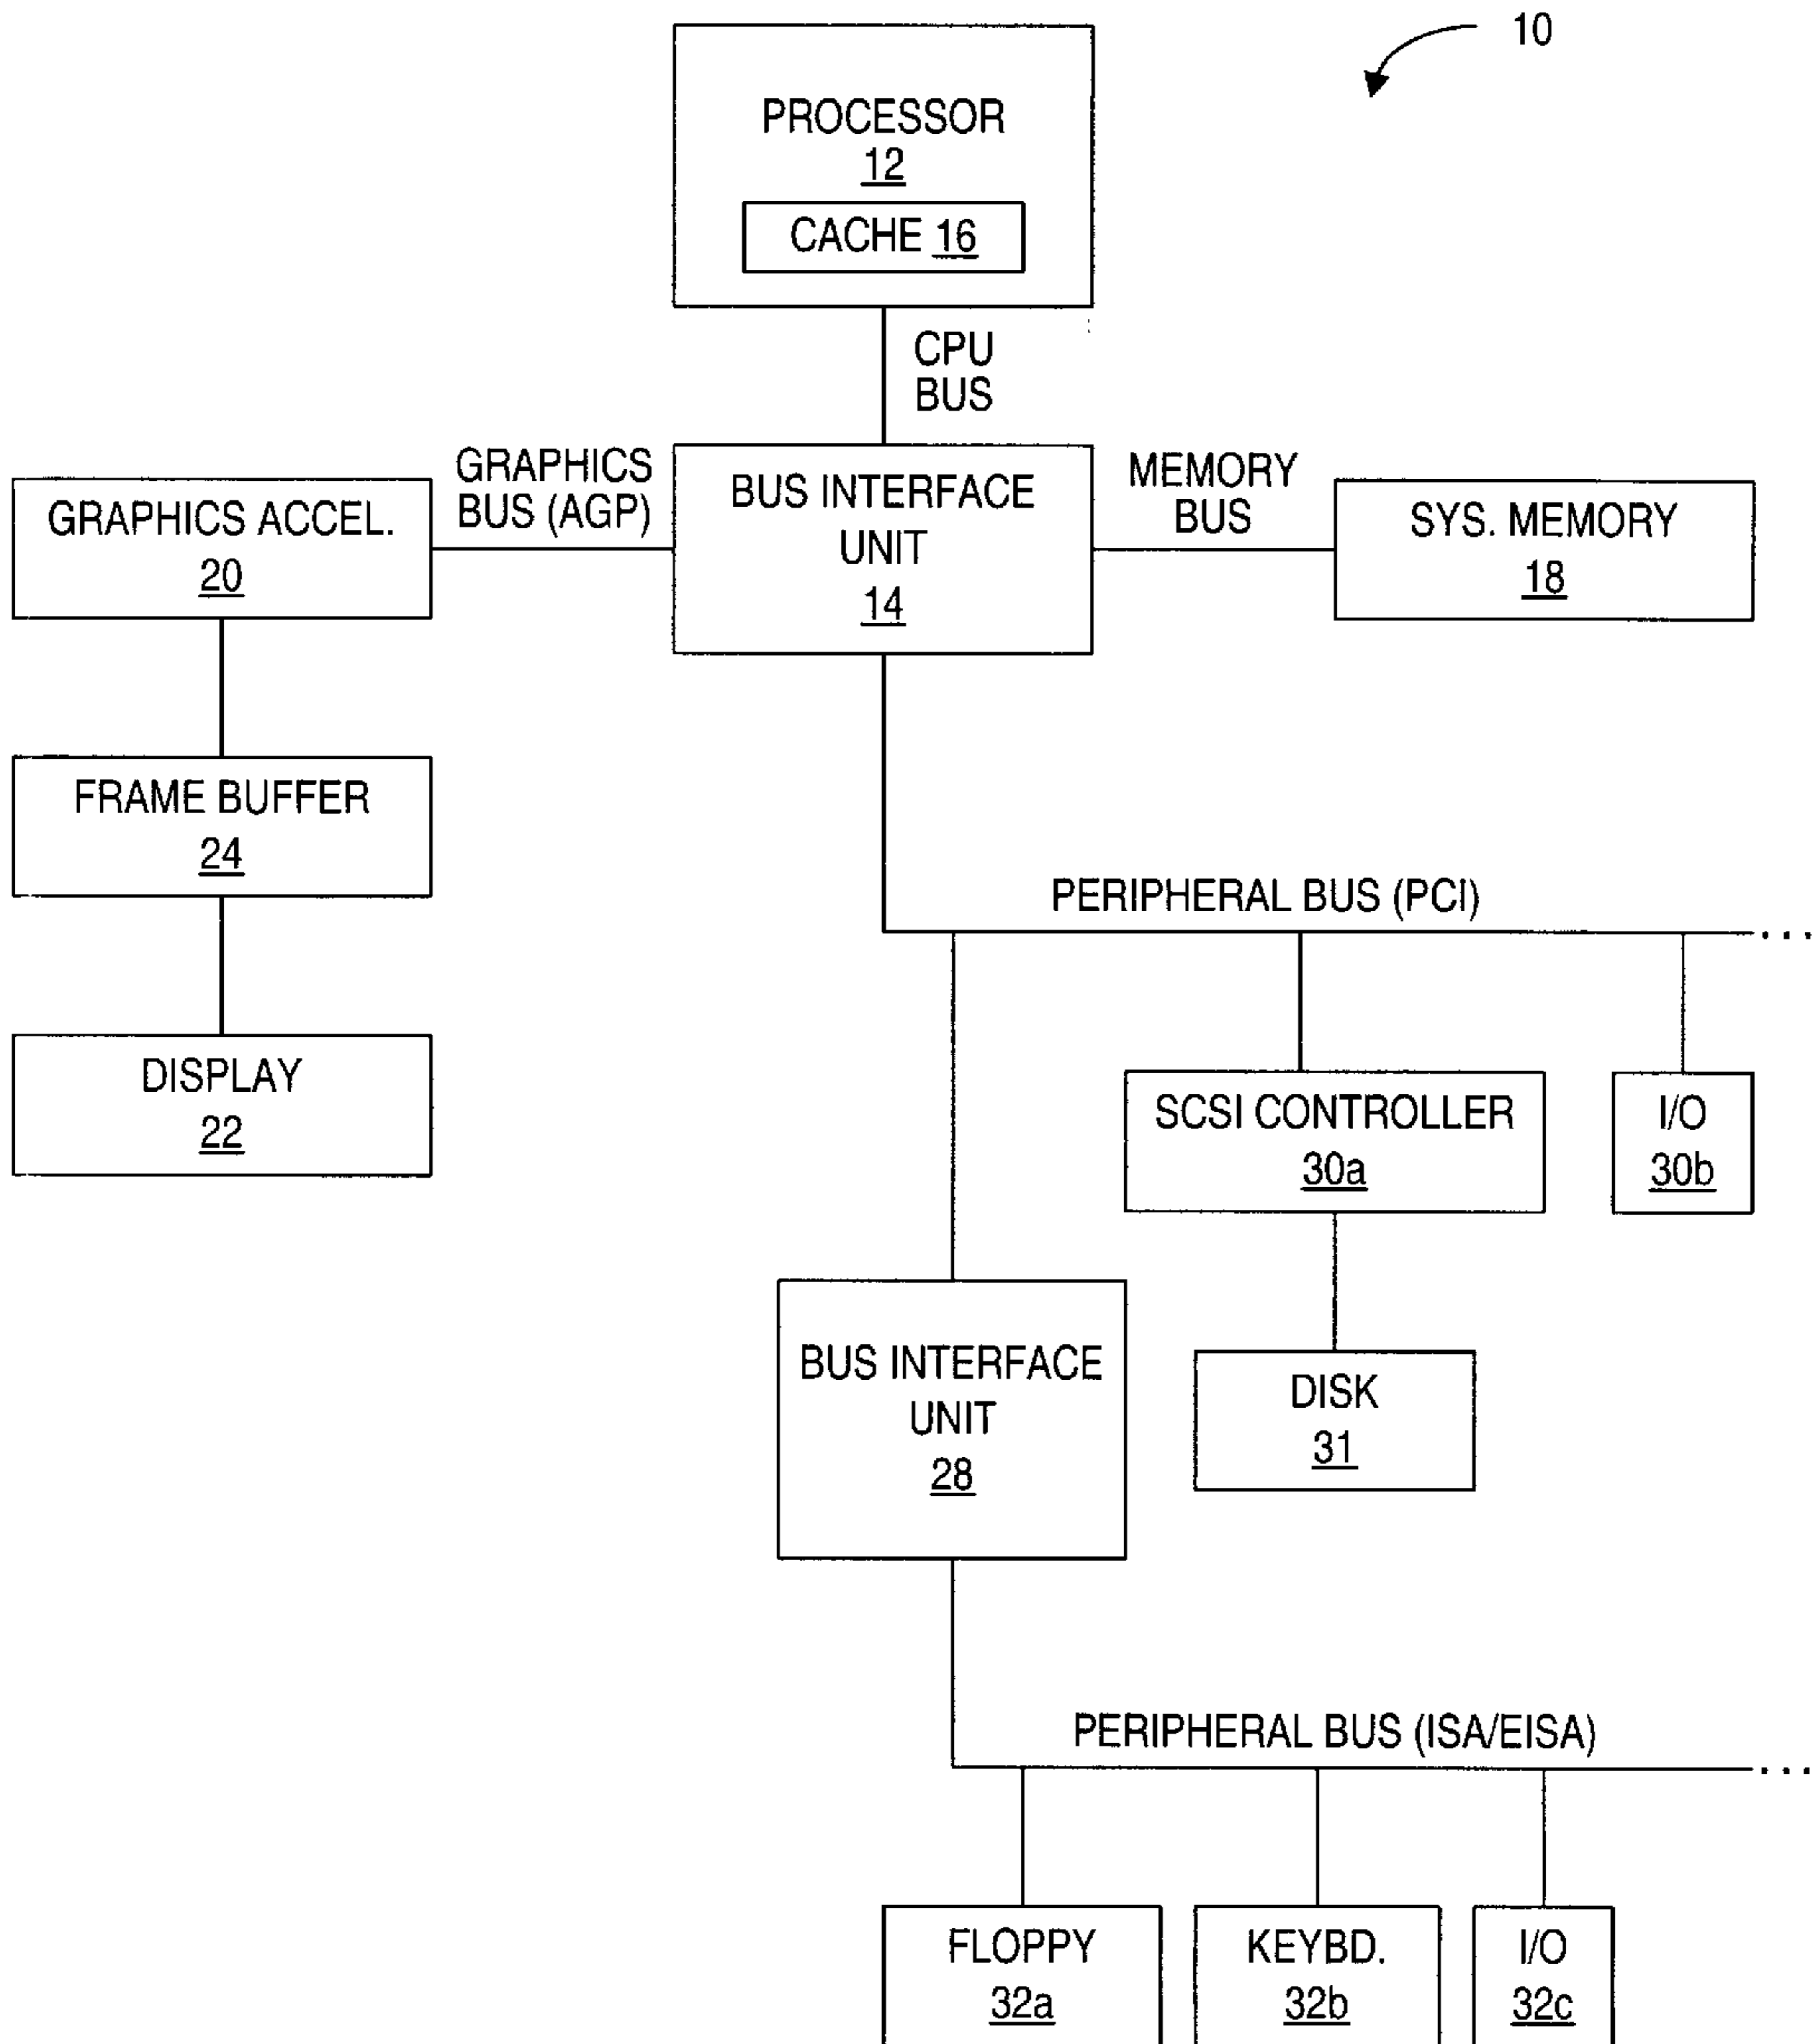 10
PROCESSOR
12
CACHE 16
CPU
BUS
GRAPHICS
BUS (AGP)
MEMORY
BUS
GRAPHICS ACCEL.
20
BUS INTERFACE
UNIT
14
SYS. MEMORY
18
FRAME BUFFER
24
PERIPHERAL BUS (PCI)
...
DISPLAY
22
SCSI CONTROLLER
30a
I/O
30b
BUS INTERFACE
UNIT
28
DISK
31
PERIPHERAL BUS (ISA/EISA)
...
FLOPPY
32a
KEYBD.
32b
I/O
32c